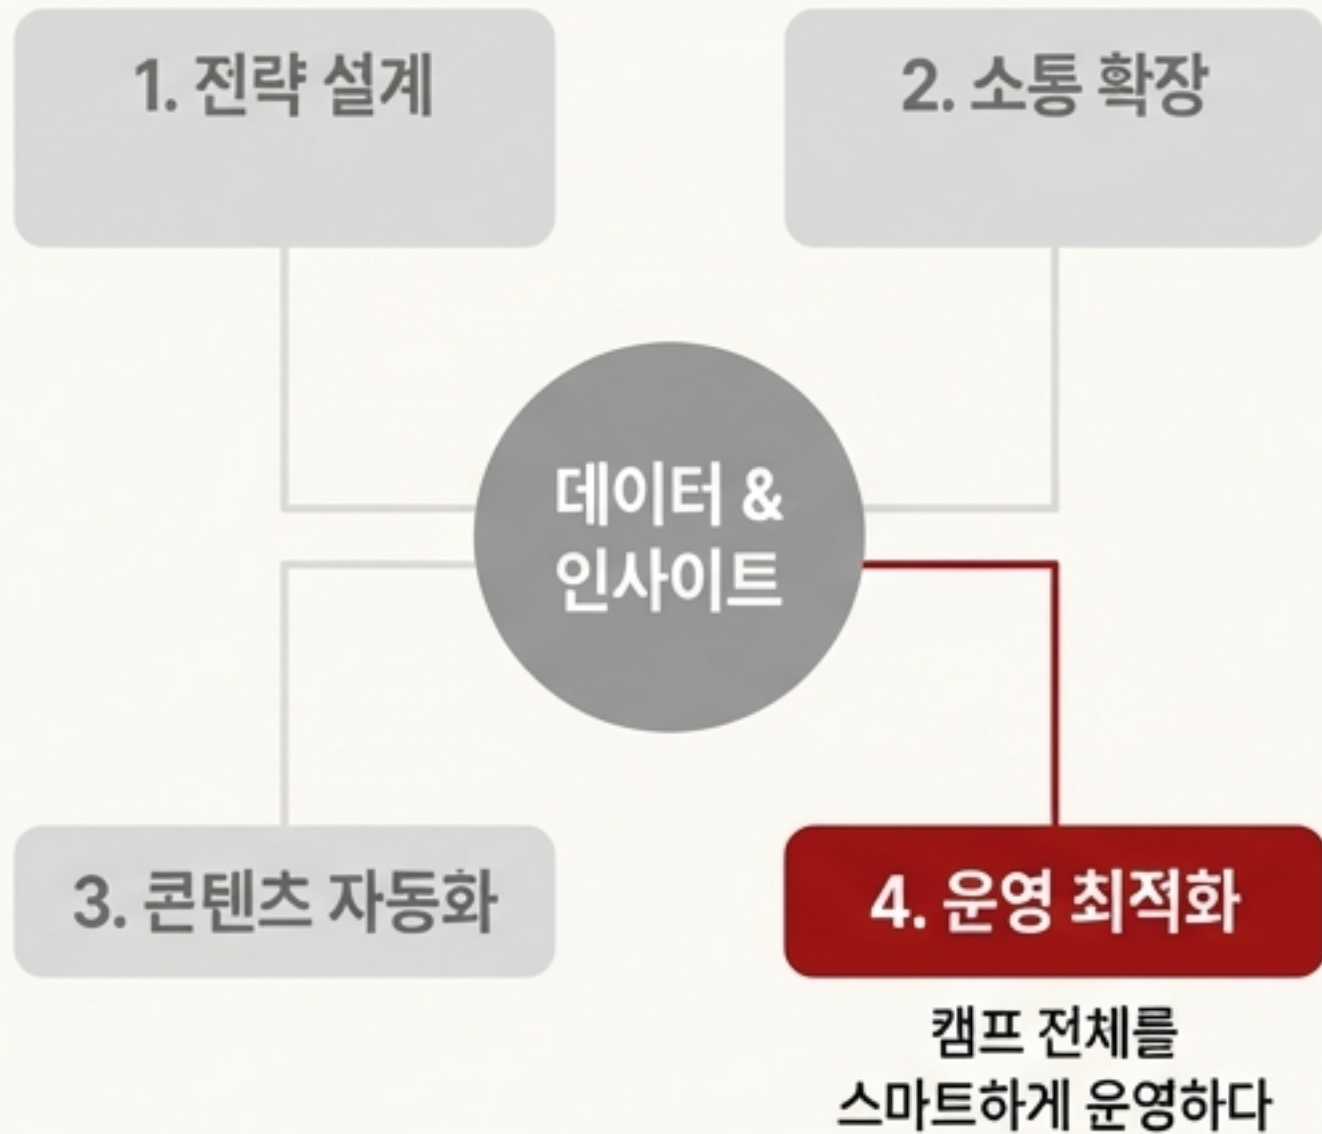 1. 전략 설계
2. 소통 확장
데이터 &
인사이트
3. 콘텐츠 자동화
4. 운영 최적화
캠프 전체를
스마트하게 운영하다